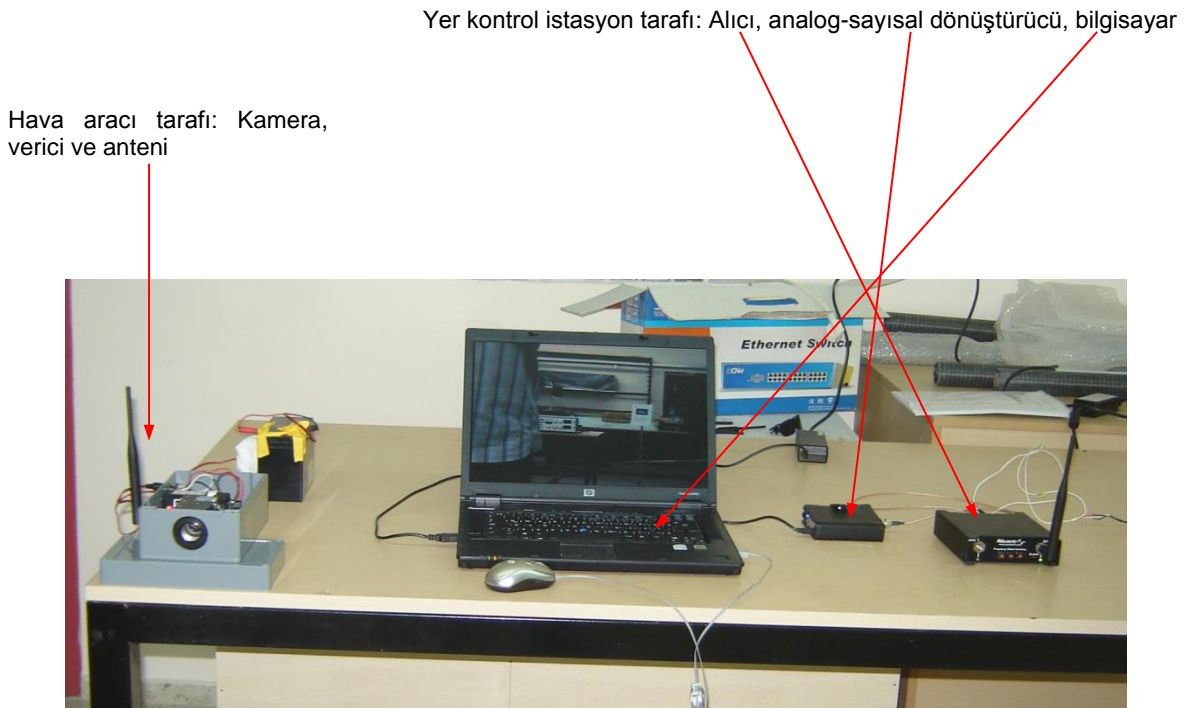 Yer kontrol istasyon tarafı: Alıcı, analog-sayısal dönüştürücü, bilgisayar
Hava aracı tarafı: Kamera,
verici ve anteni
Ethernet Switch